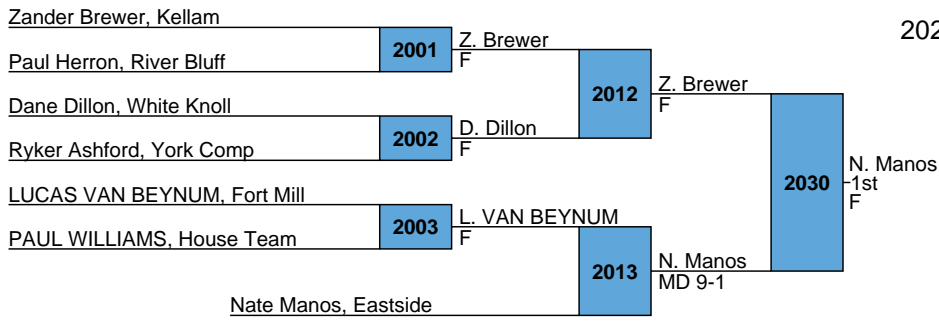 Zander Brewer, Kellam
202
2001
Z. Brewer
F
Paul Herron, River Bluff
2012
Z. Brewer
F
Dane Dillon, White Knoll
2002
D. Dillon
F
Ryker Ashford, York Comp
2030
N. Manos
1st
F
LUCAS VAN BEYNUM, Fort Mill
2003
L. VAN BEYNUM
F
PAUL WILLIAMS, House Team
2013
N. Manos
MD 9-1
Nate Manos, Eastside